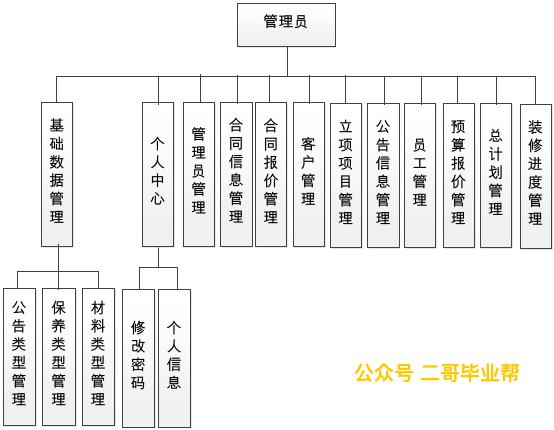 管理员
基础数据管理
个人中心
管理员管理
合同信息管理
合同报价管理
客户管理
立项项目管理
公告信息管理
员工管理
预算报价管理
总计划管理
装修进度管理
公告类型管理
保养类型管理
材料类型管理
修改密码
个人信息
公众号 二哥毕业帮